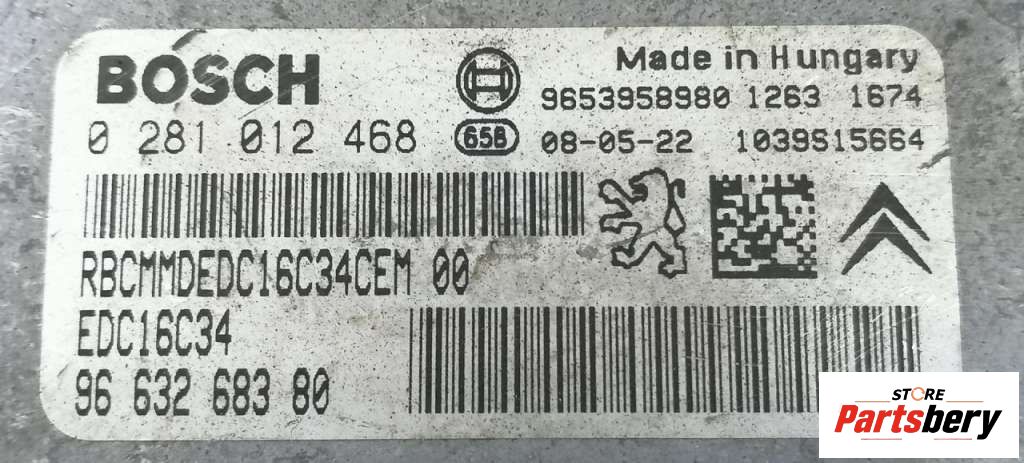 BOSCH
Made in Hungary
9653958980 1263 1674
0 281 012 468 658 08-05-22 1039S15664
RBCMMDEDC16C34CEM 00
EDC16C34
96 632 683 80
STORE
Partsbery